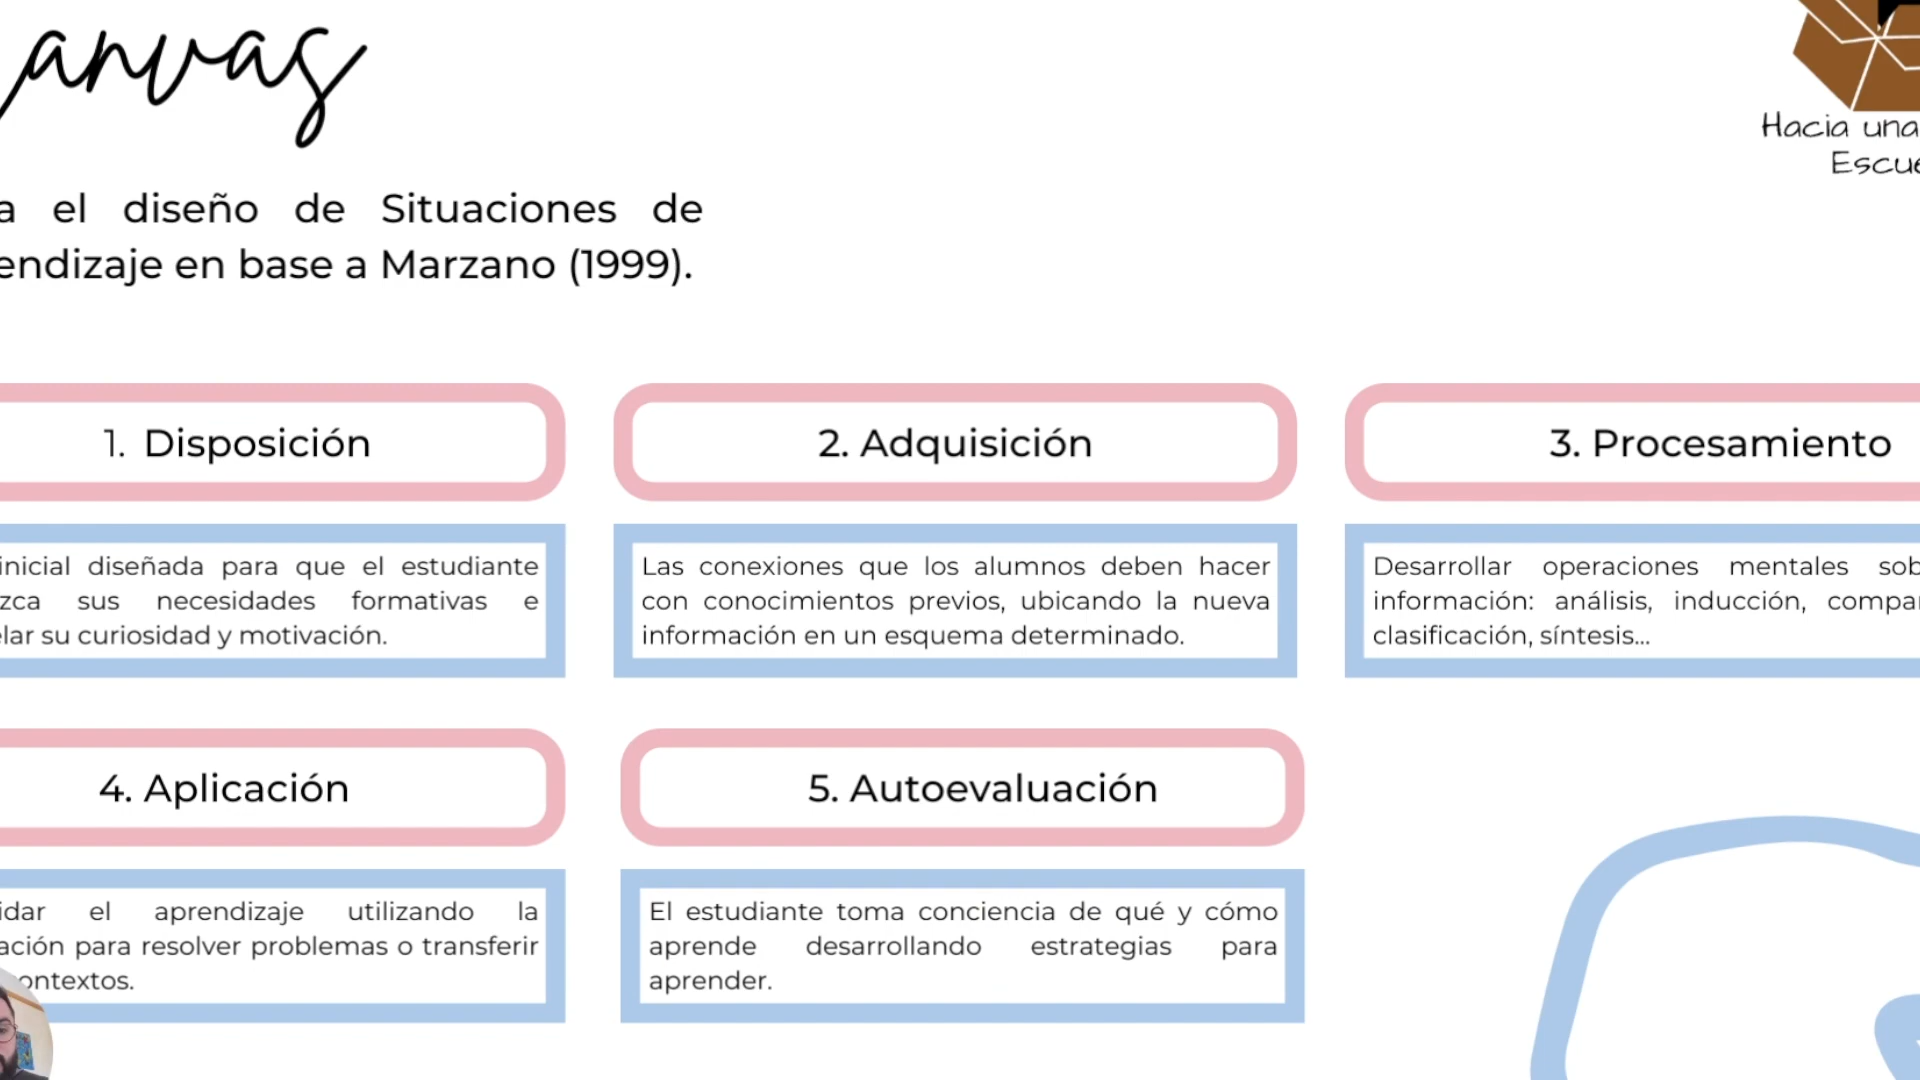 anvas
Hacia una
Escue
a el diseño de Situaciones de
endizaje en base a Marzano (1999).
1. Disposición
2. Adquisición
3. Procesamiento
inicial diseñada para que el estudiante
zca sus necesidades formativas e
elar su curiosidad y motivación.
Las conexiones que los alumnos deben hacer
con conocimientos previos, ubicando la nueva
información en un esquema determinado.
Desarrollar operaciones mentales sob
información: análisis, inducción, compar
clasificación, síntesis...
4. Aplicación
5. Autoevaluación
idar el aprendizaje utilizando la
ación para resolver problemas o transferir
contextos.
El estudiante toma conciencia de qué y cómo
aprende desarrollando estrategias para
aprender.